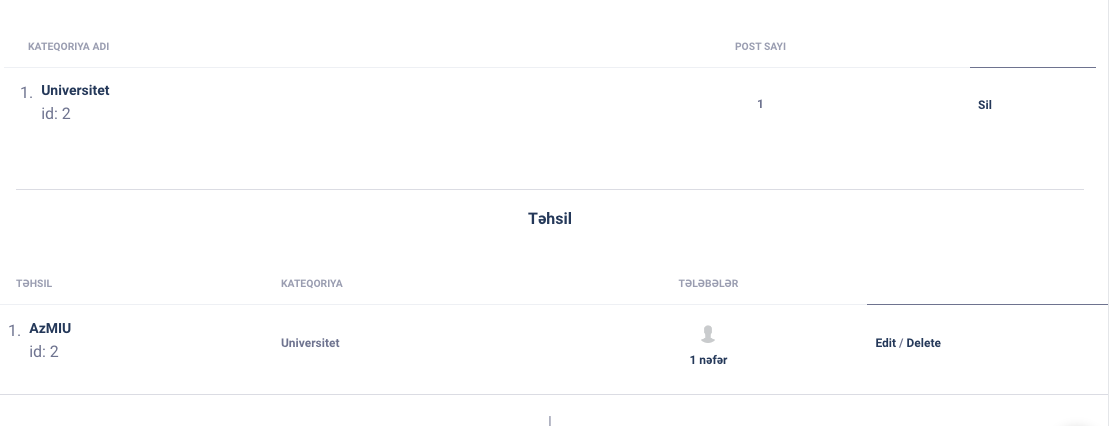 KATEQORIYA ADI POST SAYI
1. Universitet
id: 2
1 Sil
Təhsil
TƏHSIL KATEQORIYA TƏLƏBƏLƏR
1. AzMIU
id: 2
Universitet
1 nəfər
Edit / Delete